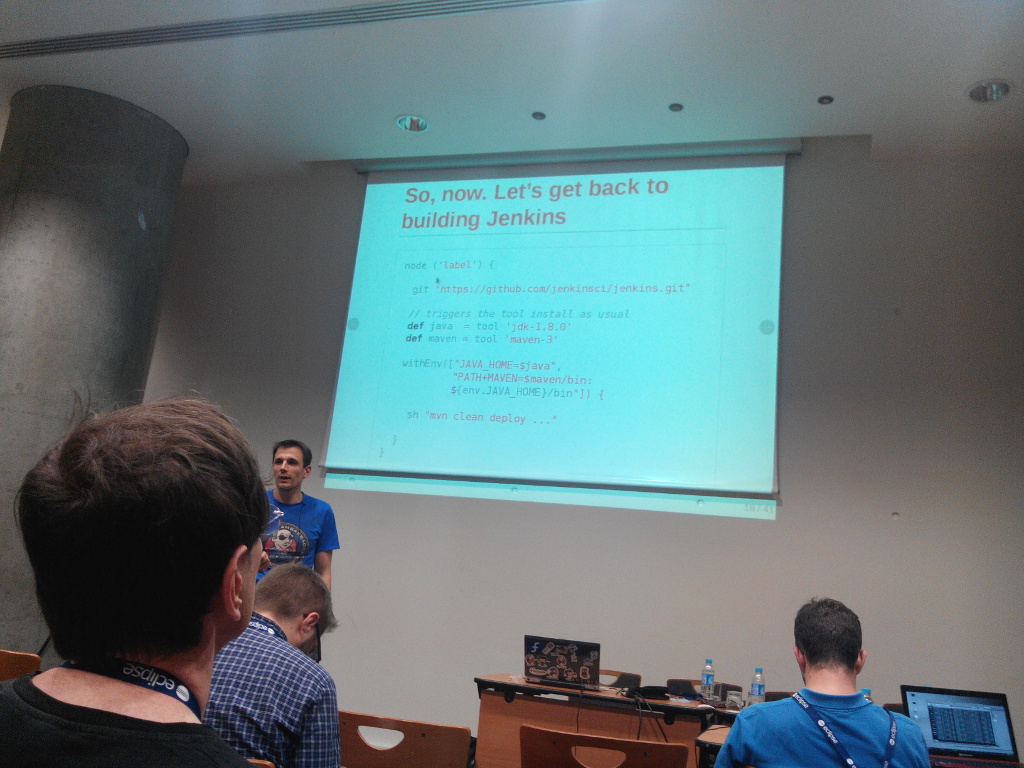 So, now. Let's get back to
building Jenkins
node ('label') {
git "https://github.com/jenkinsci/jenkins.git"
// triggers the tool install as usual
def java = tool 'jdk-1.8.0'
def maven = tool 'maven-3'
withEnv(["JAVA_HOME=$java",
"PATH+MAVEN=$maven/bin:
${env.JAVA_HOME}/bin"]) {
sh "mvn clean deploy ..."
}
}
eclipse
eclipse
eclipse